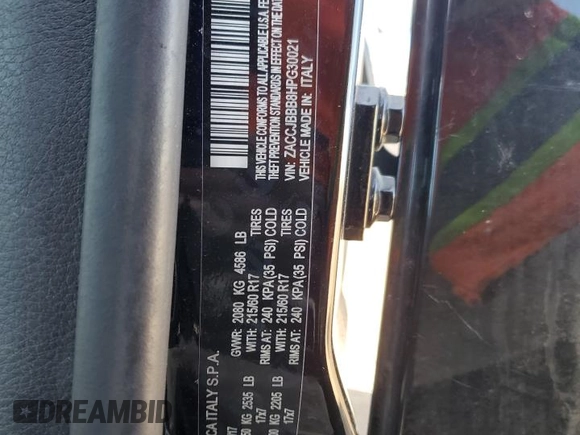 CA ITALY S.P.A.
GVWR: 2080 KG 4586 LB
WITH: 215/60 R17 TIRES
RIMS AT: 240 KPA(35 PSI) COLD
KG 2535 LB WITH: 215/60 R17 TIRES
17x7 RIMS AT: 240 KPA(35 PSI) COLD
KG 2205 LB
17x7
THIS VEHICLE CONFORMS TO ALL APPLICABLE U.S.A. FE
THEFT PREVENTION STANDARDS IN EFFECT ON THE
VIN: ZACCJBBB8HPG30021
VEHICLE MADE IN: ITALY
DREAMBID